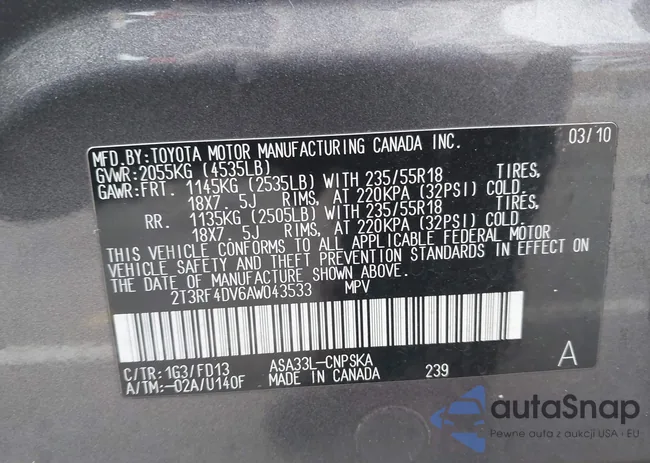 MFD.BY:TOYOTA MOTOR MANUFACTURING CANADA INC. 03/10
GVWR:2055KG (4535LB)
GAWR:FRT. 1145KG (2535LB) WITH 235/55R18 TIRES,
18X7. 5J RIMS, AT 220KPA (32PSI) COLD.
RR. 1135KG (2505LB) WITH 235/55R18 TIRES,
18X7. 5J RIMS, AT 220KPA (32PSI) COLD.
THIS VEHICLE CONFORMS TO ALL APPLICABLE FEDERAL MOTOR
VEHICLE SAFETY AND THEFT PREVENTION STANDARDS IN EFFECT ON
THE DATE OF MANUFACTURE SHOWN ABOVE.
2T3RF4DV6AW043533 MPV
C/TR:1G3/FD13 ASA33L-CNPSKA A
A/TM:-02A/U140F MADE IN CANADA 239
autaSnap
Pewne auta z aukcji USA - EU